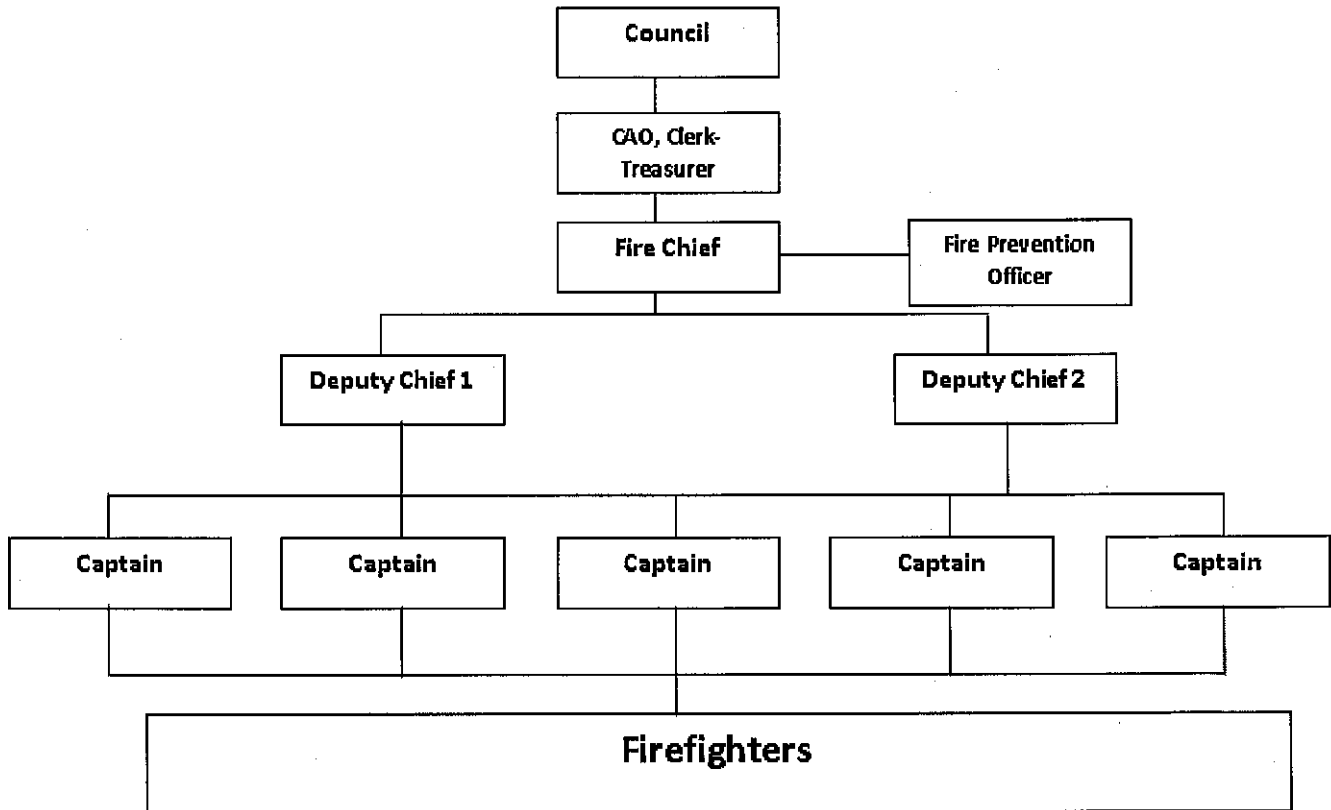 Council
CAO, Clerk-
Treasurer
Fire Chief
Fire Prevention
Officer
Deputy Chief 1
Deputy Chief 2
Captain
Captain
Captain
Captain
Captain
Firefighters